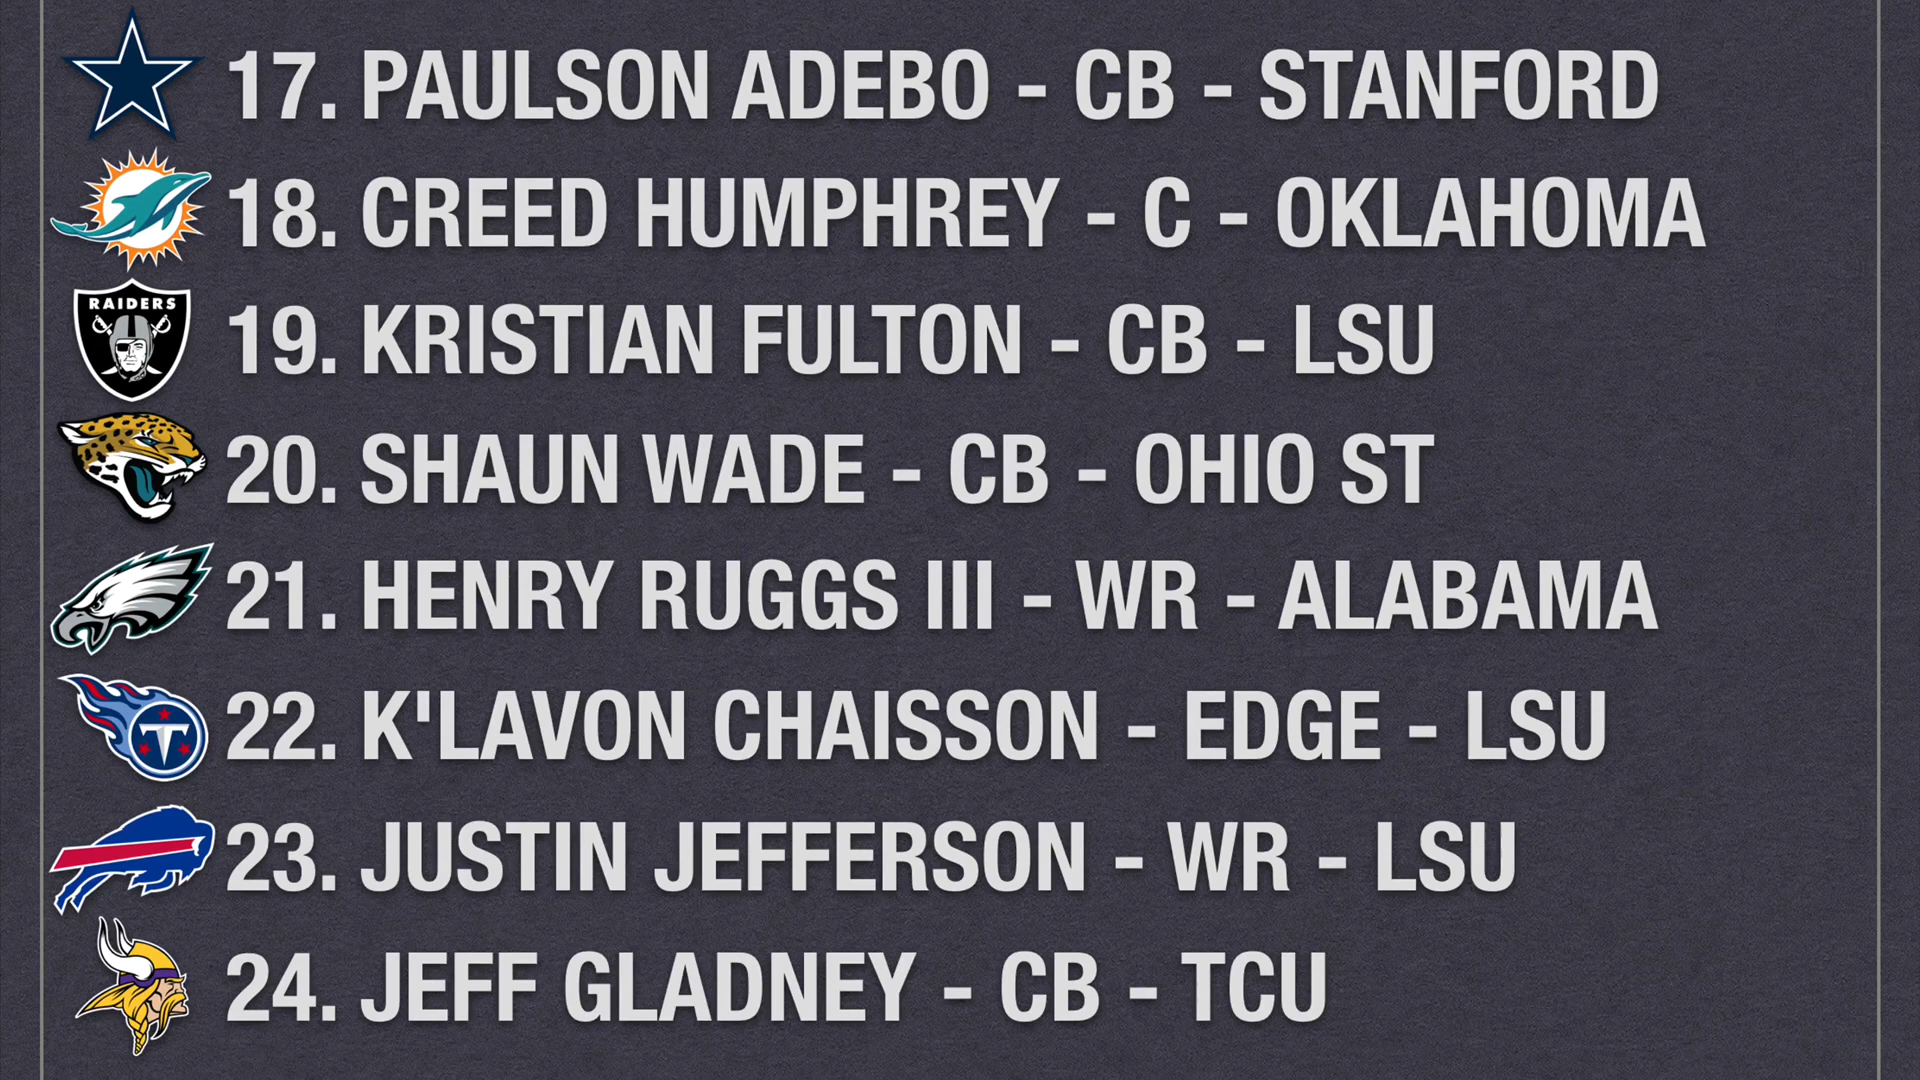 17. PAULSON ADEBO - CB - STANFORD
18. CREED HUMPHREY - C - OKLAHOMA
RAIDERS
19. KRISTIAN FULTON - CB - LSU
20. SHAUN WADE - CB - OHIO ST
21. HENRY RUGGS III - WR - ALABAMA
T
22. K'LAVON CHAISSON - EDGE - LSU
23. JUSTIN JEFFERSON - WR - LSU
24. JEFF GLADNEY - CB - TCU